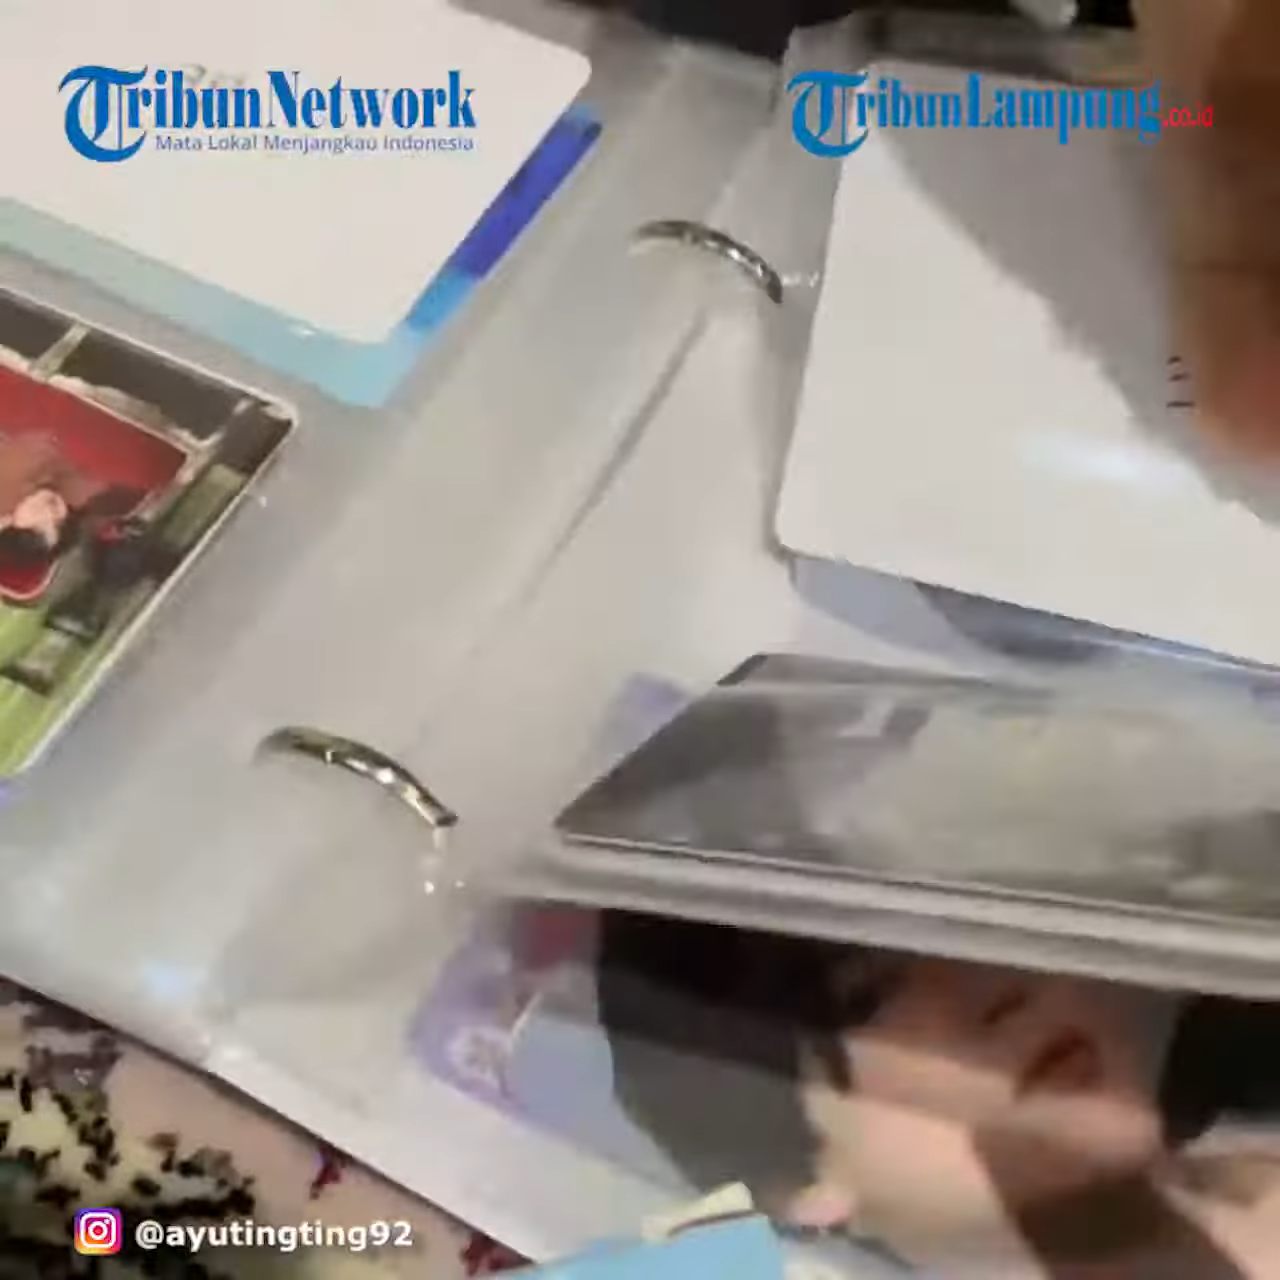 TribunNetwork
Mata Lokal Menjangkau Indonesia
TribunLampung.co.id
@ayutingting92